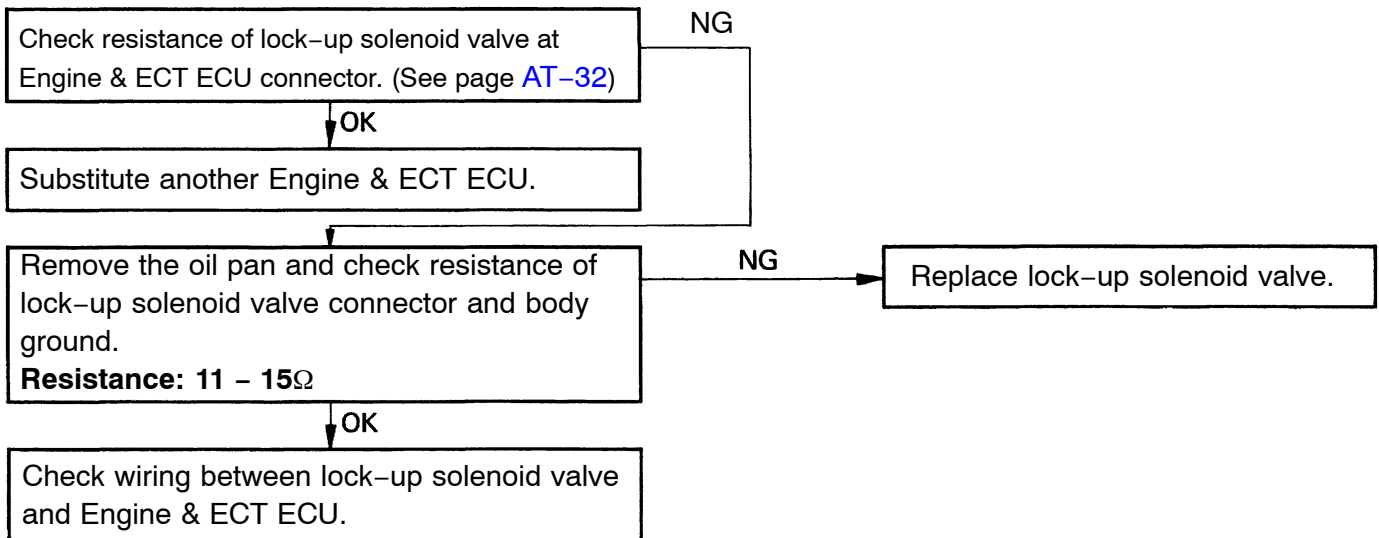 Check resistance of lock−up solenoid valve at
NG
Engine & ECT ECU connector. (See page AT−32)
OK
Substitute another Engine & ECT ECU.
Remove the oil pan and check resistance of
lock−up solenoid valve connector and body
ground.
Resistance: 11 − 15Ω
NG
Replace lock−up solenoid valve.
OK
Check wiring between lock−up solenoid valve
and Engine & ECT ECU.